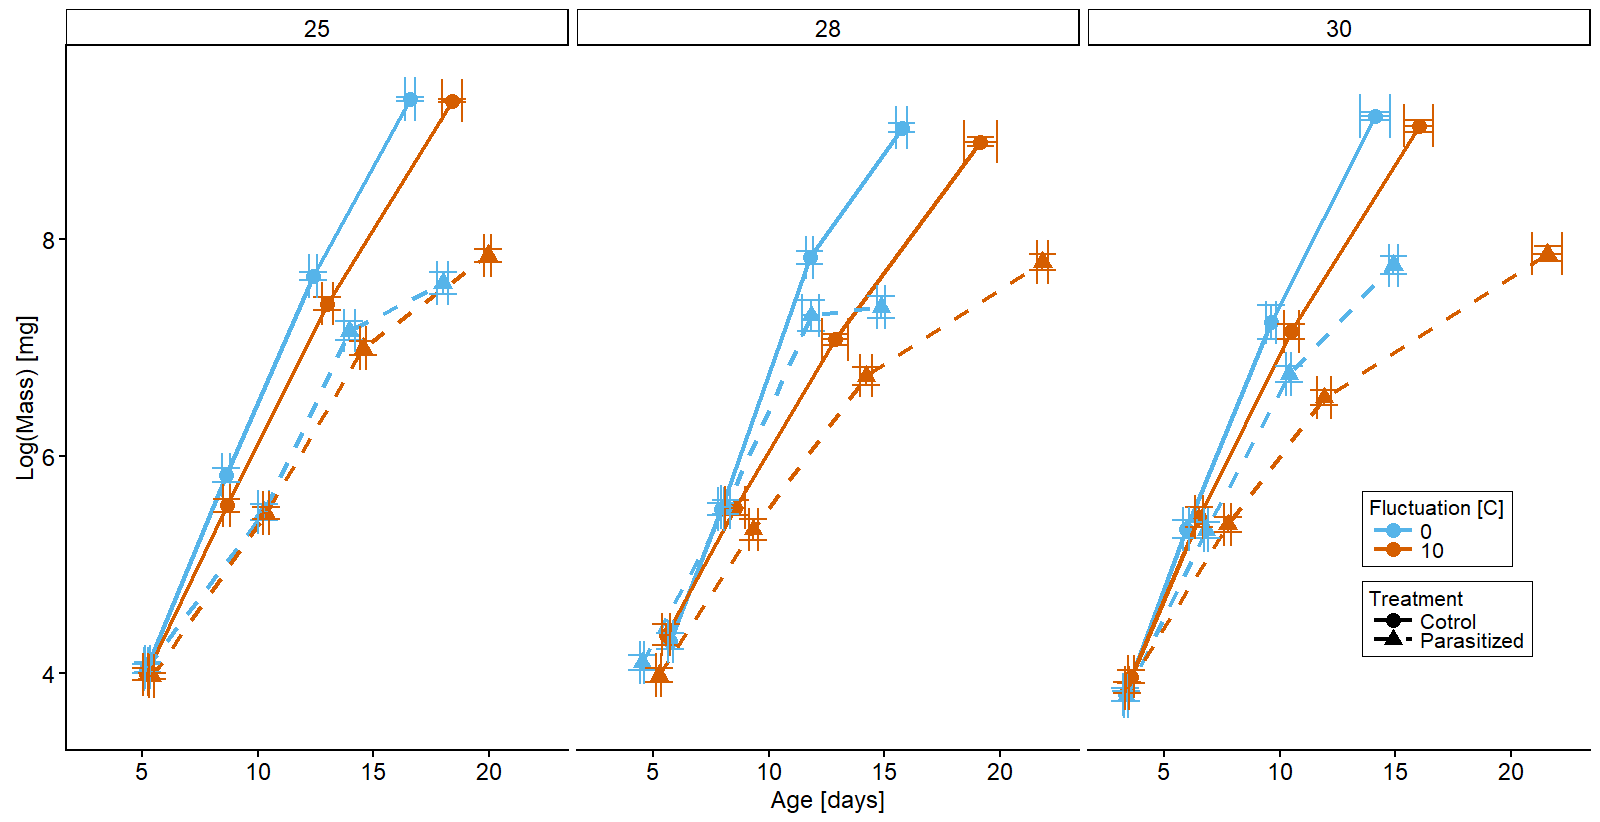 25
28
30
Log(Mass) [mg]
8
6
4
5 10 15 20
5 10 15 20
5 10 15 20
Age [days]
Fluctuation [C]
0
10
Treatment
Cotrol
Parasitized